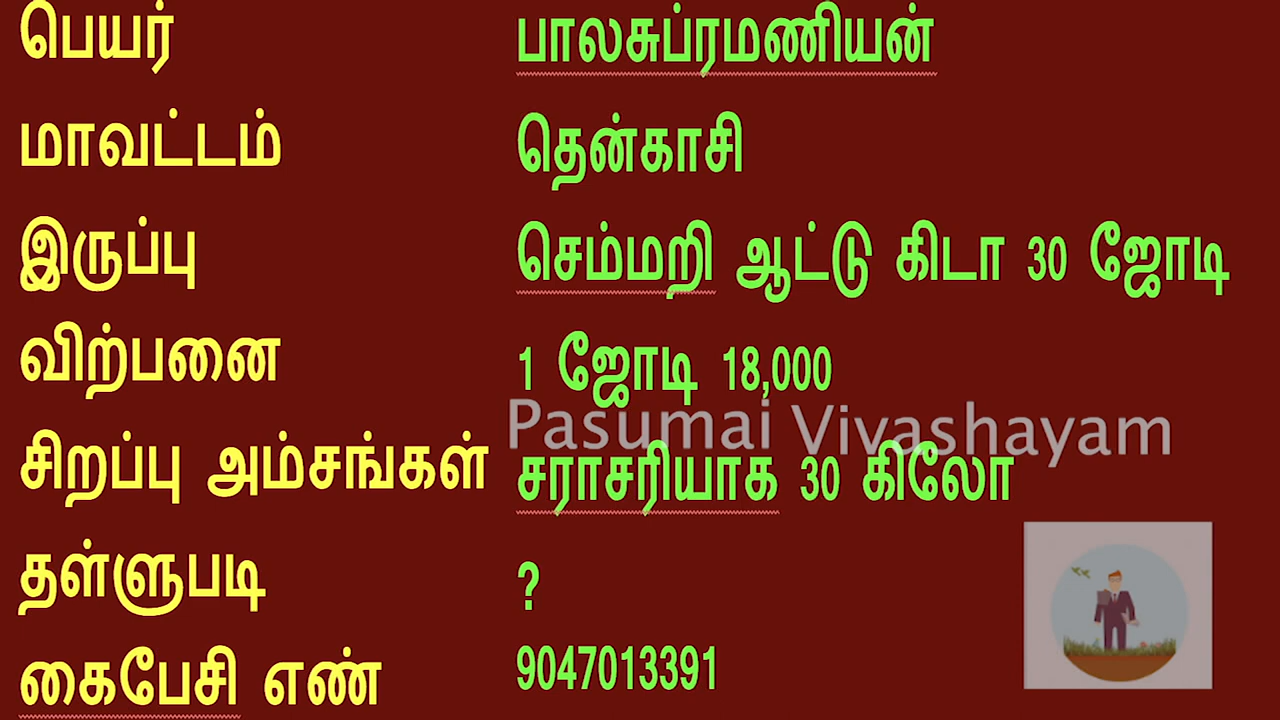 பெயர் பாலசுப்ரமணியன்
மாவட்டம் தென்காசி
இருப்பு செம்மறி ஆட்டு கிடா 30 ஜோடி
விற்பனை 1 ஜோடி 18,000
Pasumai Vivashayam
சிறப்பு அம்சங்கள் சராசரியாக 30 கிலோ
தள்ளுபடி ?
கைபேசி எண் 9047013391